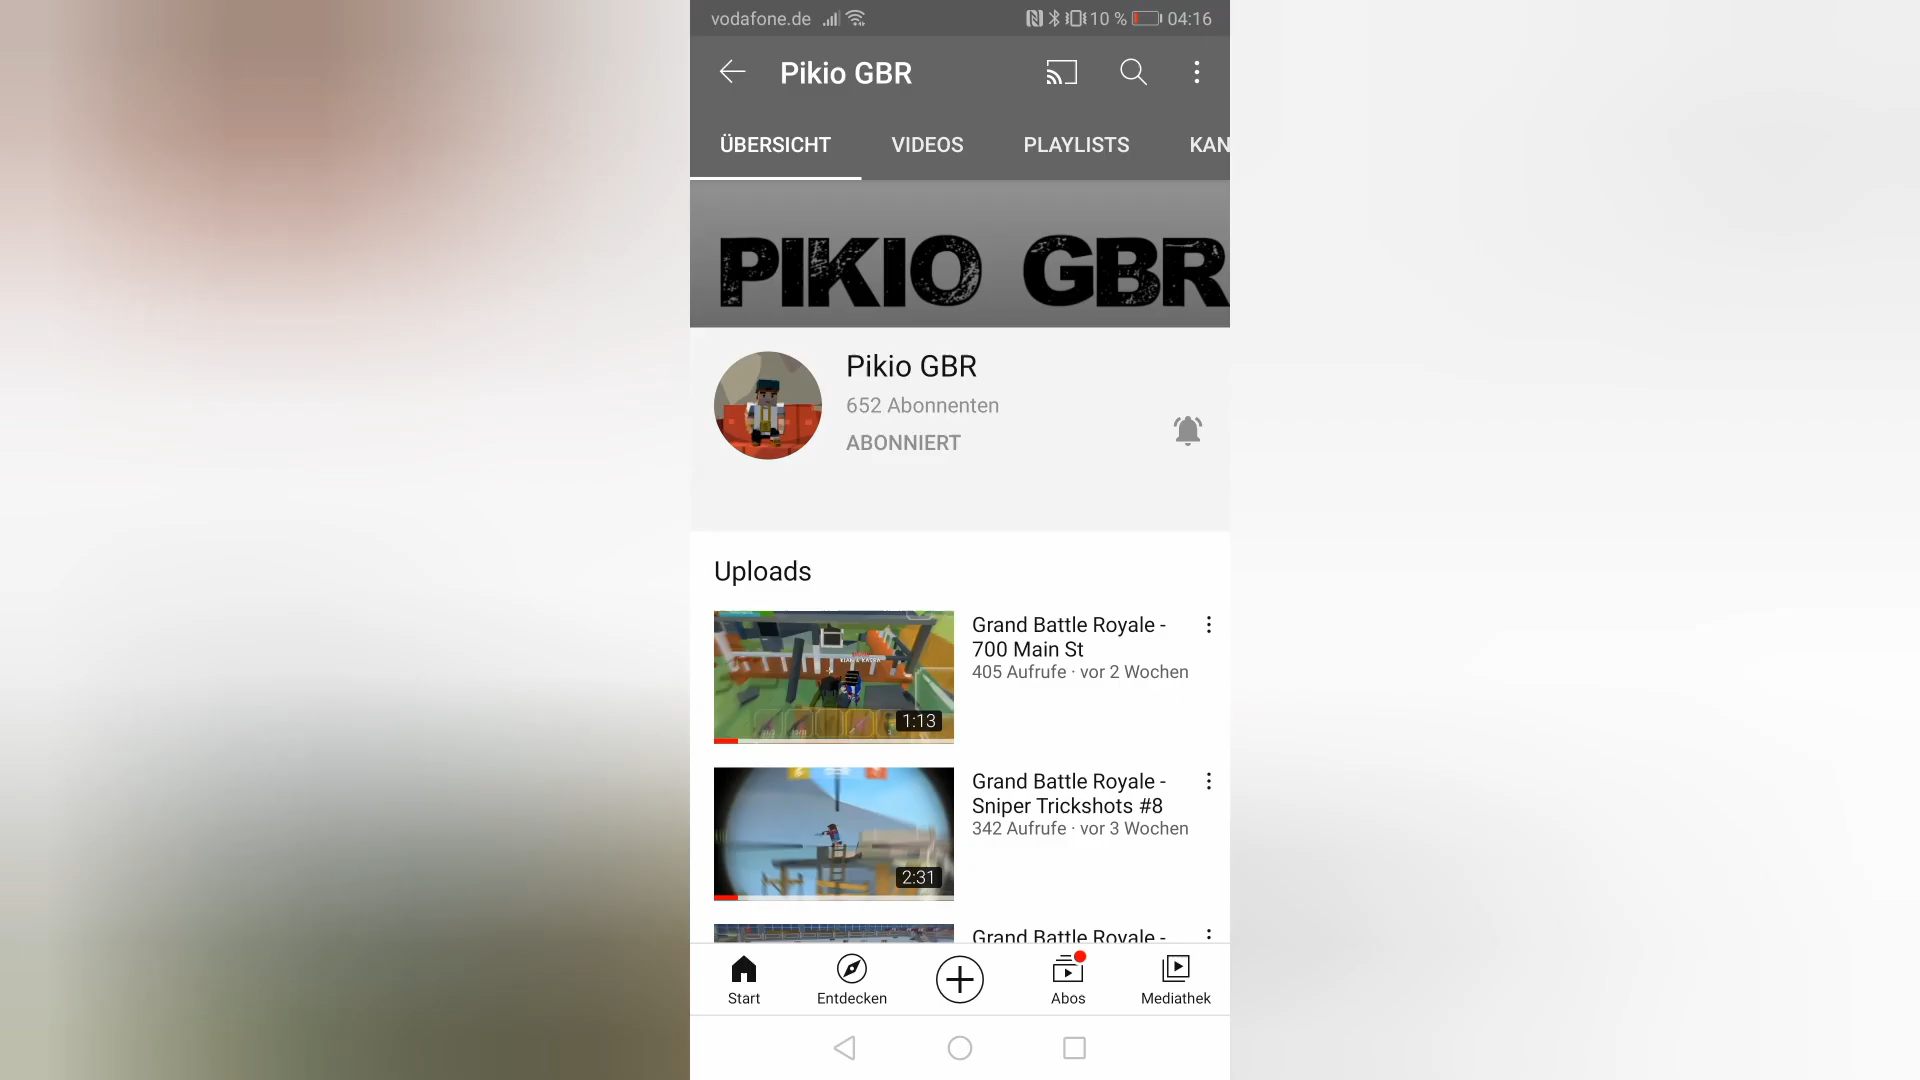 vodafone.de 10 % 04:16
Pikio GBR
ÜBERSICHT VIDEOS PLAYLISTS KAN
PIKIO GBR
Pikio GBR
652 Abonnenten
ABONNIERT
Uploads
Grand Battle Royale -
700 Main St
405 Aufrufe · vor 2 Wochen
1:13
Grand Battle Royale -
Sniper Trickshots #8
342 Aufrufe · vor 3 Wochen
2:31
Grand Battle Royale -
Start Entdecken Abos Mediathek